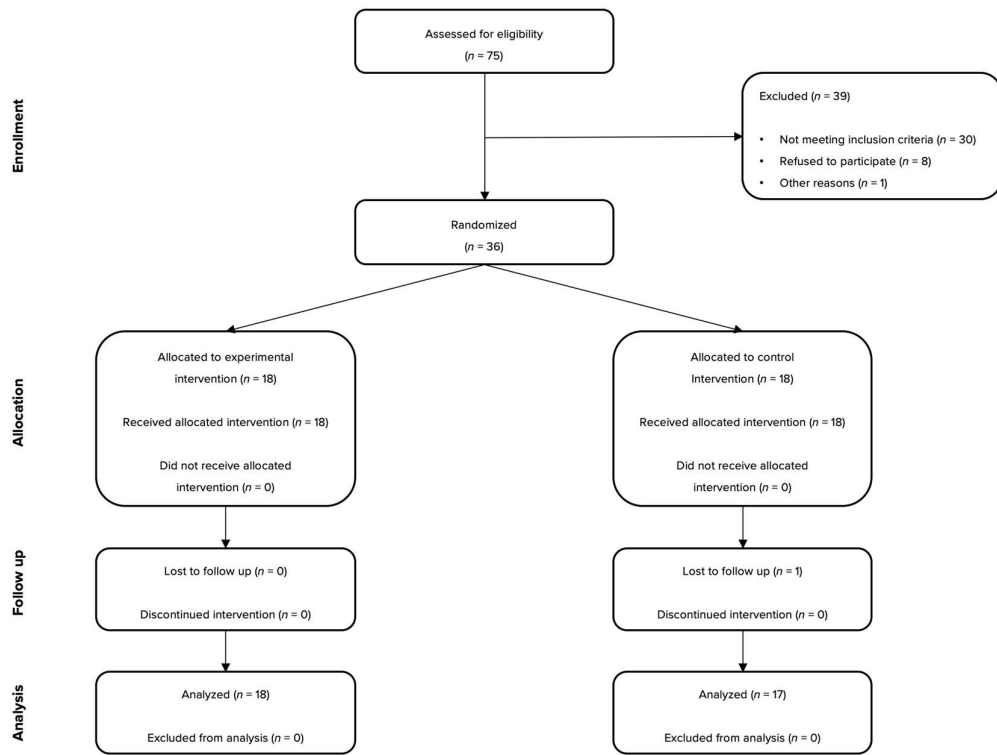 Enrollment
Assessed for eligibility
(n = 75)
Excluded (n = 39)
• Not meeting inclusion criteria (n = 30)
• Refused to participate (n = 8)
• Other reasons (n = 1)
Randomized
(n = 36)
Allocation
Allocated to experimental
intervention (n = 18)
Received allocated intervention (n = 18)
Did not receive allocated
intervention (n = 0)
Allocated to control
Intervention (n = 18)
Received allocated intervention (n = 18)
Did not receive allocated
intervention (n = 0)
Follow up
Lost to follow up (n = 0)
Discontinued intervention (n = 0)
Lost to follow up (n = 1)
Discontinued intervention (n = 0)
Analysis
Analyzed (n = 18)
Excluded from analysis (n = 0)
Analyzed (n = 17)
Excluded from analysis (n = 0)